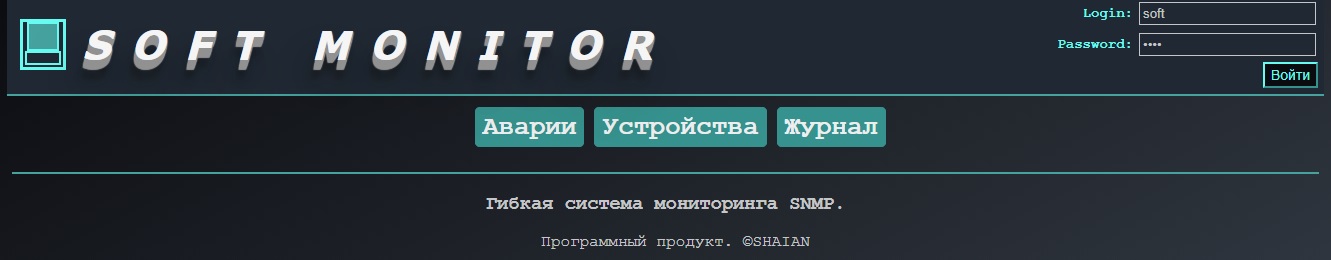 SOFT MONITOR
Login: soft
Password: ••••
Войти
Аварии Устройства Журнал
Гибкая система мониторинга SNMP.
Программный продукт. ©SHAIAN